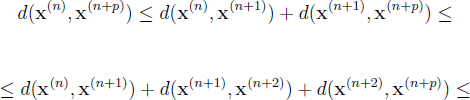 d(x^{(n)}, x^{(n+p)}) ≤ d(x^{(n)}, x^{(n+1)}) + d(x^{(n+1)}, x^{(n+p)}) ≤
≤ d(x^{(n)}, x^{(n+1)}) + d(x^{(n+1)}, x^{(n+2)}) + d(x^{(n+2)}, x^{(n+p)}) ≤